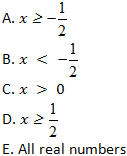 A. x ≥ -1/2
B. x < -1/2
C. x > 0
D. x ≥ 1/2
E. All real numbers